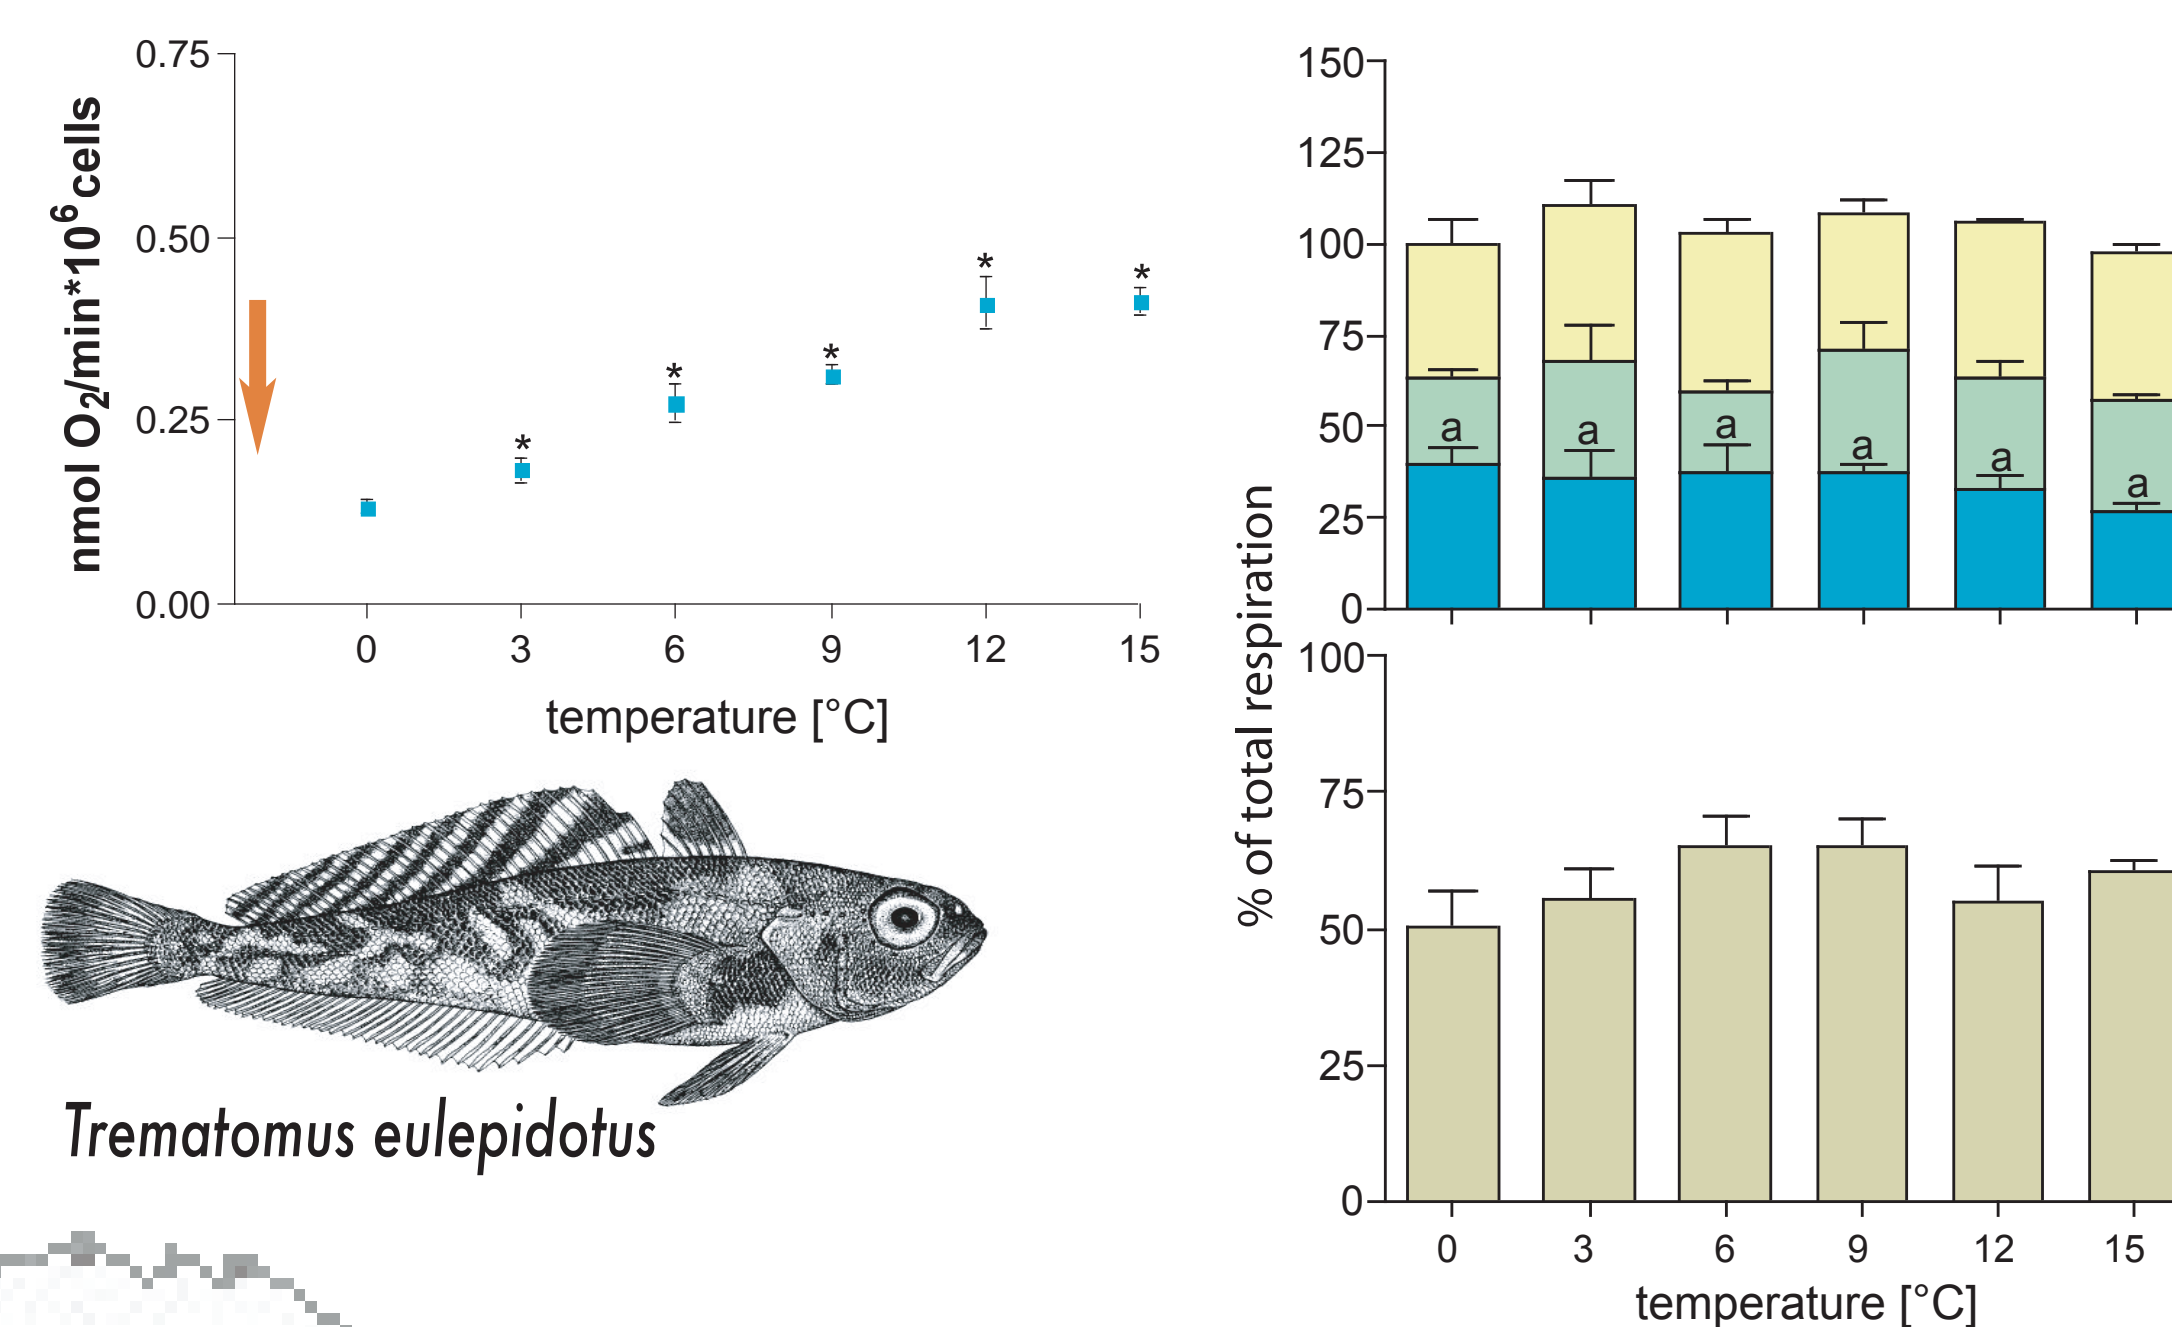 nmol O2/min*10^6 cells
0.75
0.50
0.25
0.00
*
*
*
*
*
0 3 6 9 12 15
temperature [°C]
Trematomus eulepidotus
% of total respiration
150
125
100
75
50
25
0
a a a a a a
100
75
50
25
0
0 3 6 9 12 15
temperature [°C]